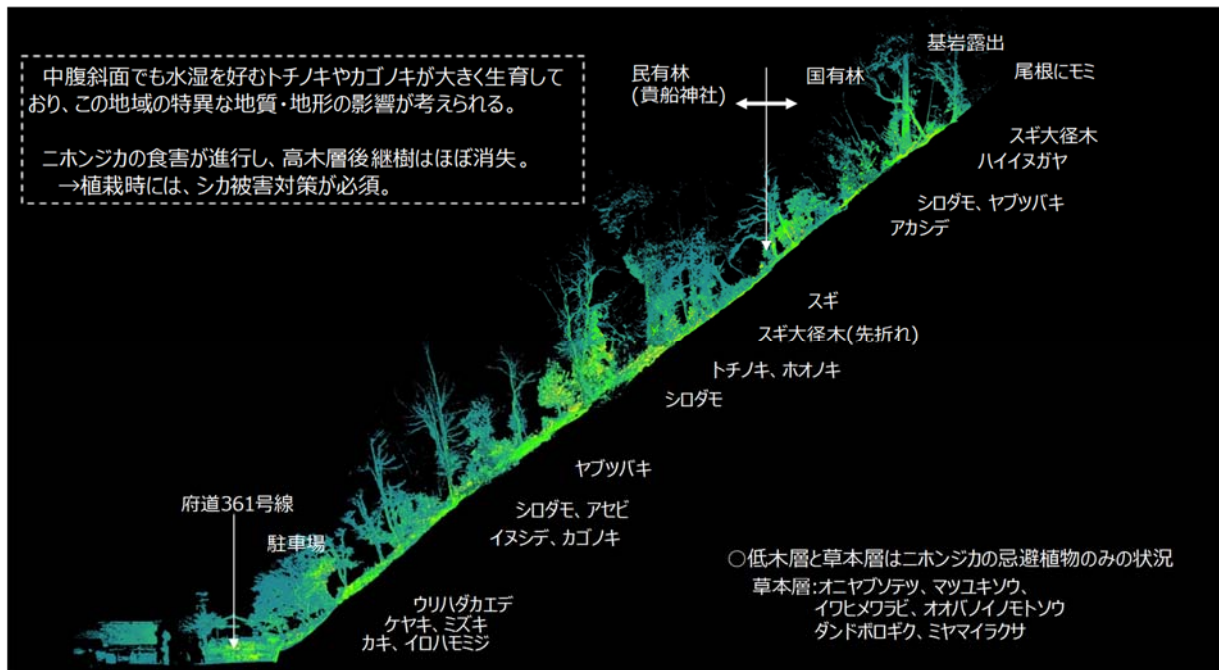 中腹斜面でも水湿を好むトチノキやカゴノキが大きく生育して
おり、この地域の特異な地質・地形の影響が考えられる。
ニホンジカの食害が進行し、高木層後継樹はほぼ消失。
→植栽時には、シカ被害対策が必須。
民有林
(貴船神社)
国有林
基岩露出
尾根にモミ
スギ大径木
ハイイヌガヤ
シロダモ、ヤブツバキ
アカシデ
スギ
スギ大径木(先折れ)
トチノキ、ホオノキ
シロダモ
ヤブツバキ
シロダモ、アセビ
イヌシデ、カゴノキ
府道361号線
駐車場
ウリハダカエデ
ケヤキ、ミズキ
カキ、イロハモミジ
○低木層と草本層はニホンジカの忌避植物のみの状況
草本層:オニヤブソテツ、マツユキソウ、
イワヒメワラビ、オオバノイノモトソウ
ダンドボロギク、ミヤマイラクサ